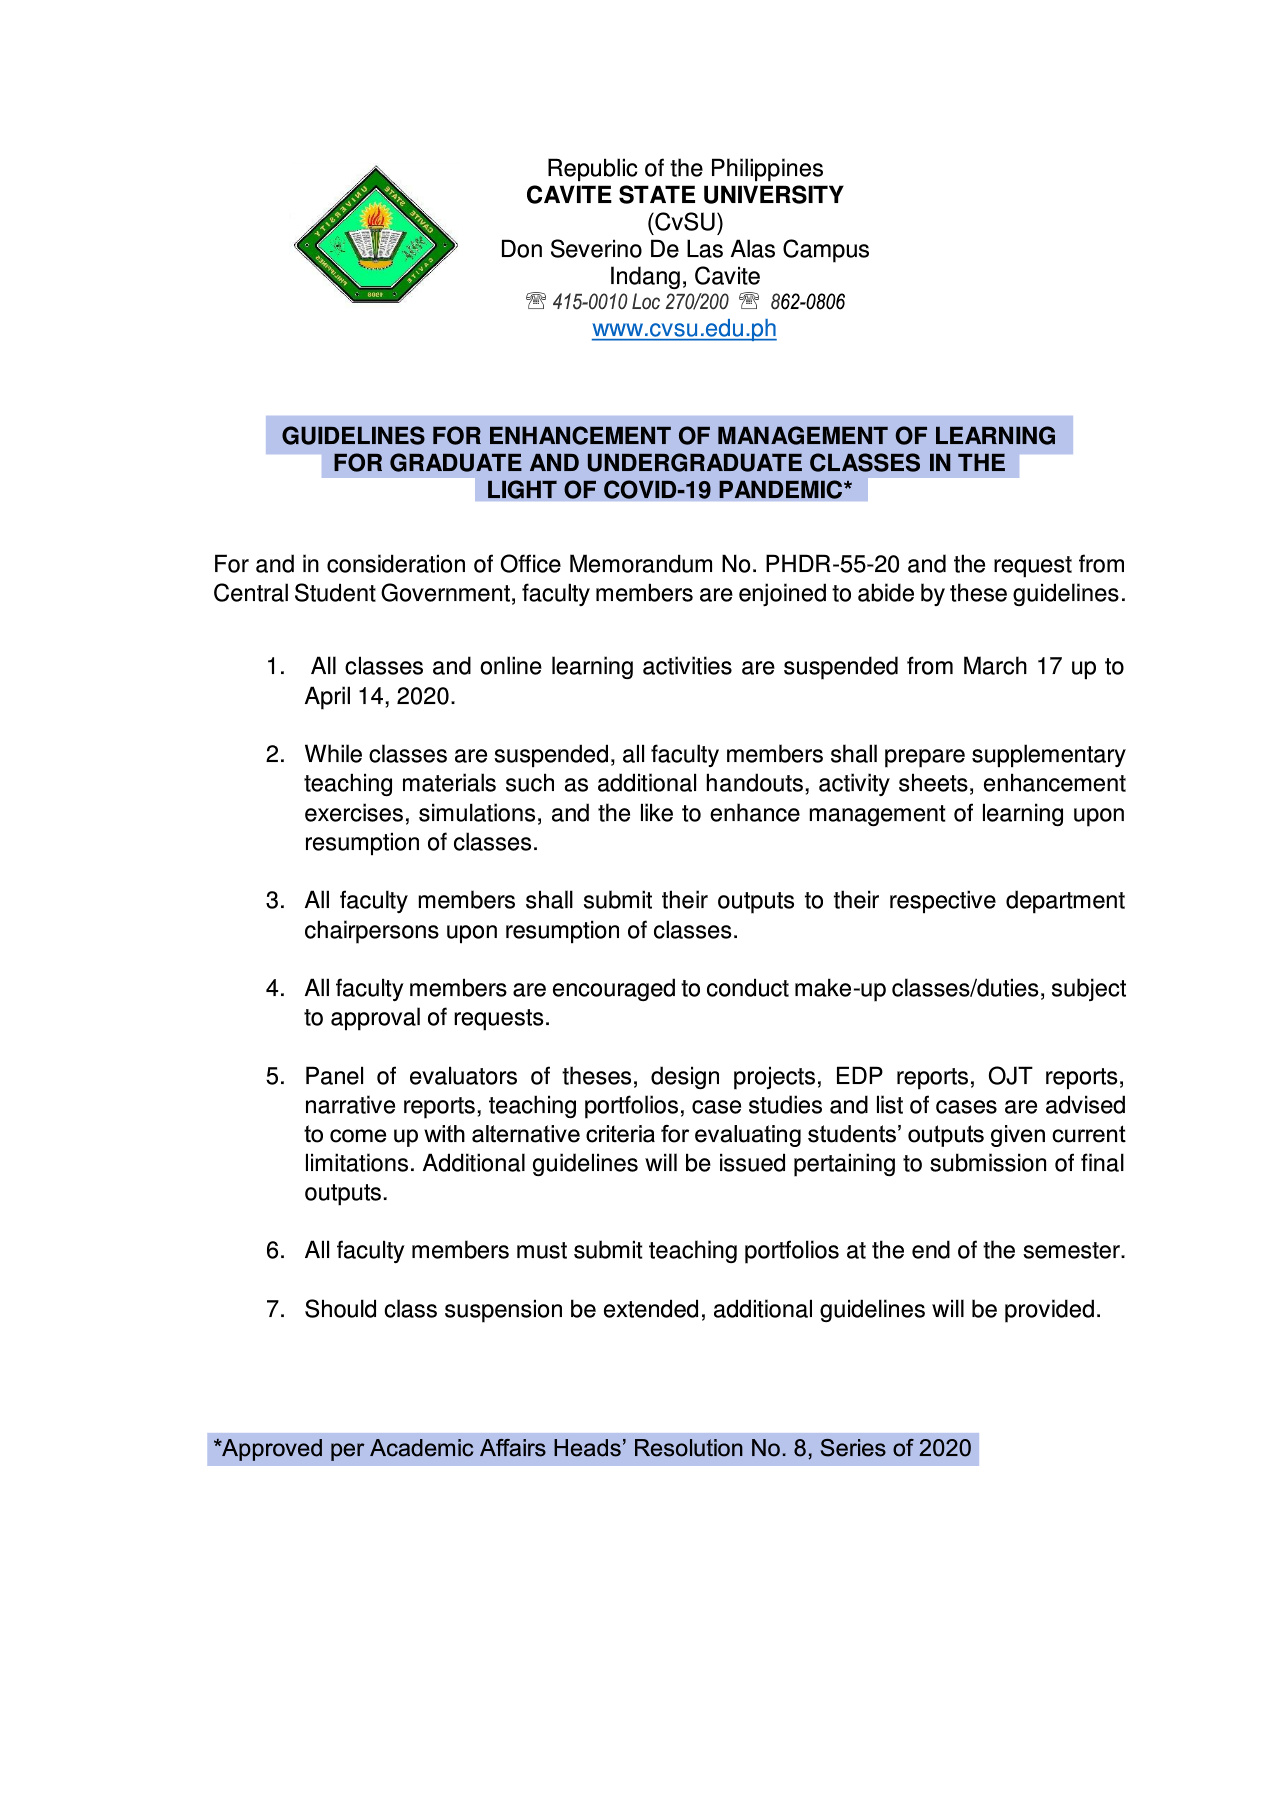 Republic of the Philippines
CAVITE STATE UNIVERSITY
(CvSU)
Don Severino De Las Alas Campus
Indang, Cavite
☏ 415-0010 Loc 270/200 ☏ 862-0806
www.cvsu.edu.ph
CAVITE STATE UNIVERSITY
CAVITE PHILIPPINES
1906
GUIDELINES FOR ENHANCEMENT OF MANAGEMENT OF LEARNING
FOR GRADUATE AND UNDERGRADUATE CLASSES IN THE
LIGHT OF COVID-19 PANDEMIC*
For and in consideration of Office Memorandum No. PHDR-55-20 and the request from
Central Student Government, faculty members are enjoined to abide by these guidelines.
1. All classes and online learning activities are suspended from March 17 up to
April 14, 2020.
2. While classes are suspended, all faculty members shall prepare supplementary
teaching materials such as additional handouts, activity sheets, enhancement
exercises, simulations, and the like to enhance management of learning upon
resumption of classes.
3. All faculty members shall submit their outputs to their respective department
chairpersons upon resumption of classes.
4. All faculty members are encouraged to conduct make-up classes/duties, subject
to approval of requests.
5. Panel of evaluators of theses, design projects, EDP reports, OJT reports,
narrative reports, teaching portfolios, case studies and list of cases are advised
to come up with alternative criteria for evaluating students’ outputs given current
limitations. Additional guidelines will be issued pertaining to submission of final
outputs.
6. All faculty members must submit teaching portfolios at the end of the semester.
7. Should class suspension be extended, additional guidelines will be provided.
*Approved per Academic Affairs Heads’ Resolution No. 8, Series of 2020